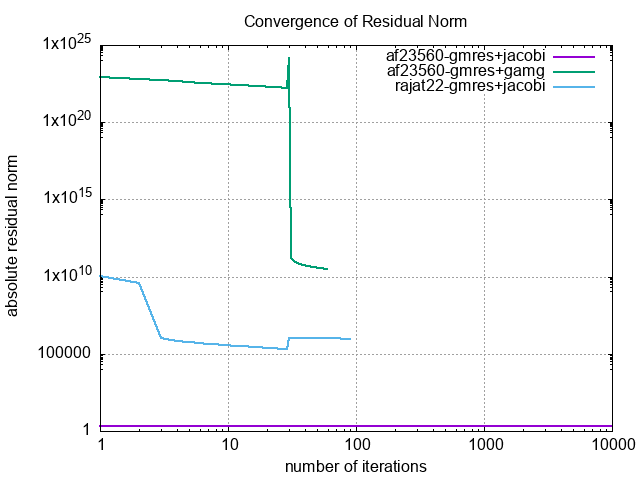 Convergence of Residual Norm
af23560-gmres+jacobi
af23560-gmres+gamg
rajat22-gmres+jacobi
absolute residual norm
1x10^25
1x10^20
1x10^15
1x10^10
100000
1
1 10 100 1000 10000
number of iterations